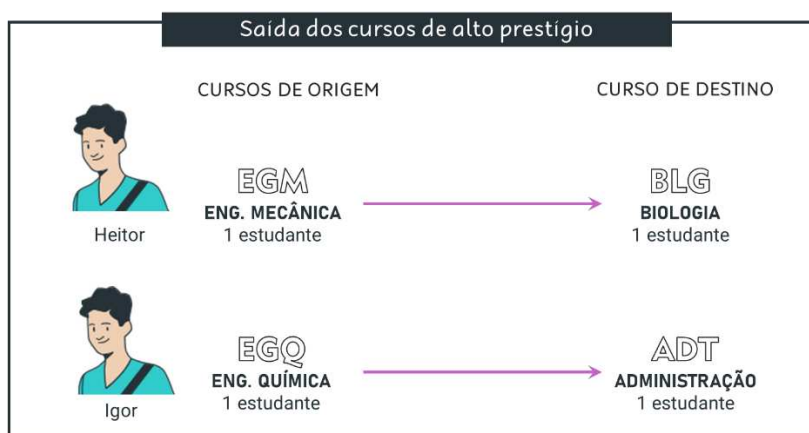 Saída dos cursos de alto prestígio
CURSOS DE ORIGEM
CURSO DE DESTINO
EGM
ENG. MECÂNICA
1 estudante
BLG
BIOLOGIA
1 estudante
Heitor
EGQ
ENG. QUÍMICA
1 estudante
ADT
ADMINISTRAÇÃO
1 estudante
Igor